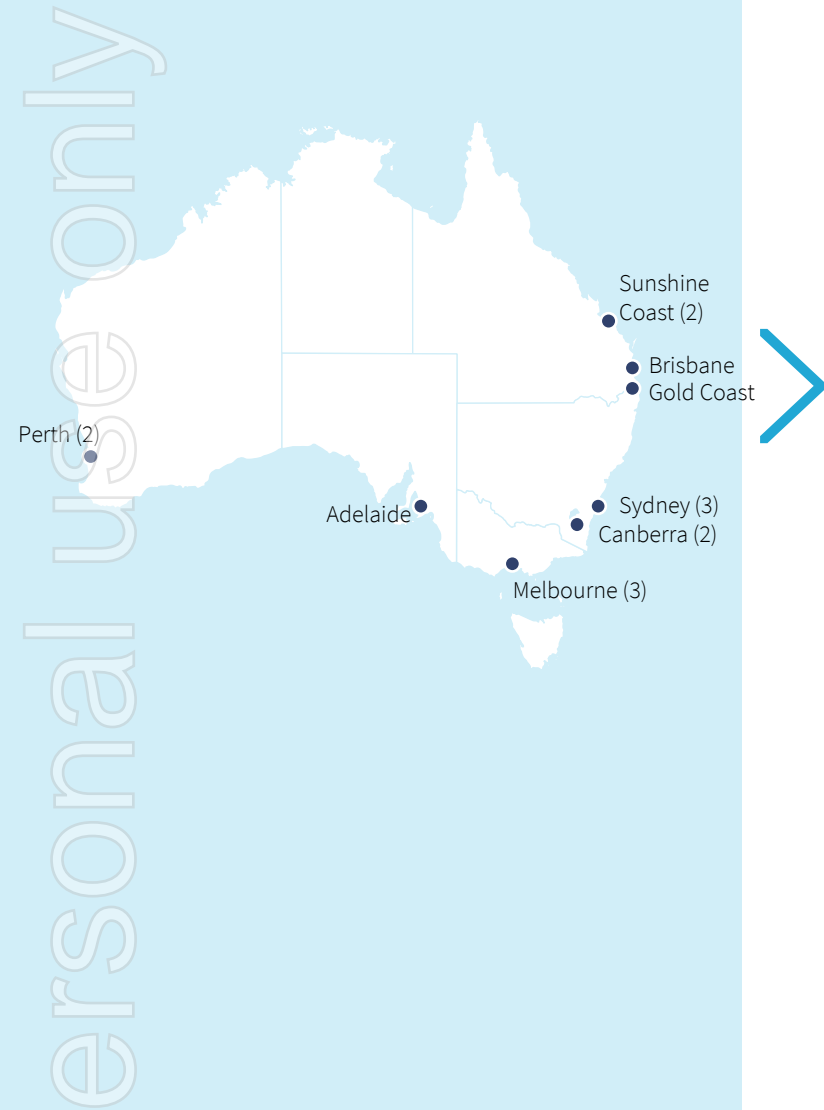 ersonal use only
Sunshine
Coast (2)
Brisbane
Gold Coast
Perth (2)
Sydney (3)
Adelaide
Canberra (2)
Melbourne (3)